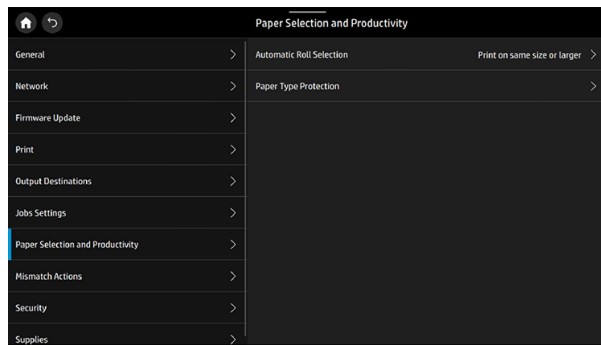 Paper Selection and Productivity
General
Network
Firmware Update
Print
Output Destinations
Jobs Settings
Paper Selection and Productivity
Mismatch Actions
Security
Supplies
Automatic Roll Selection Print on same size or larger
Paper Type Protection